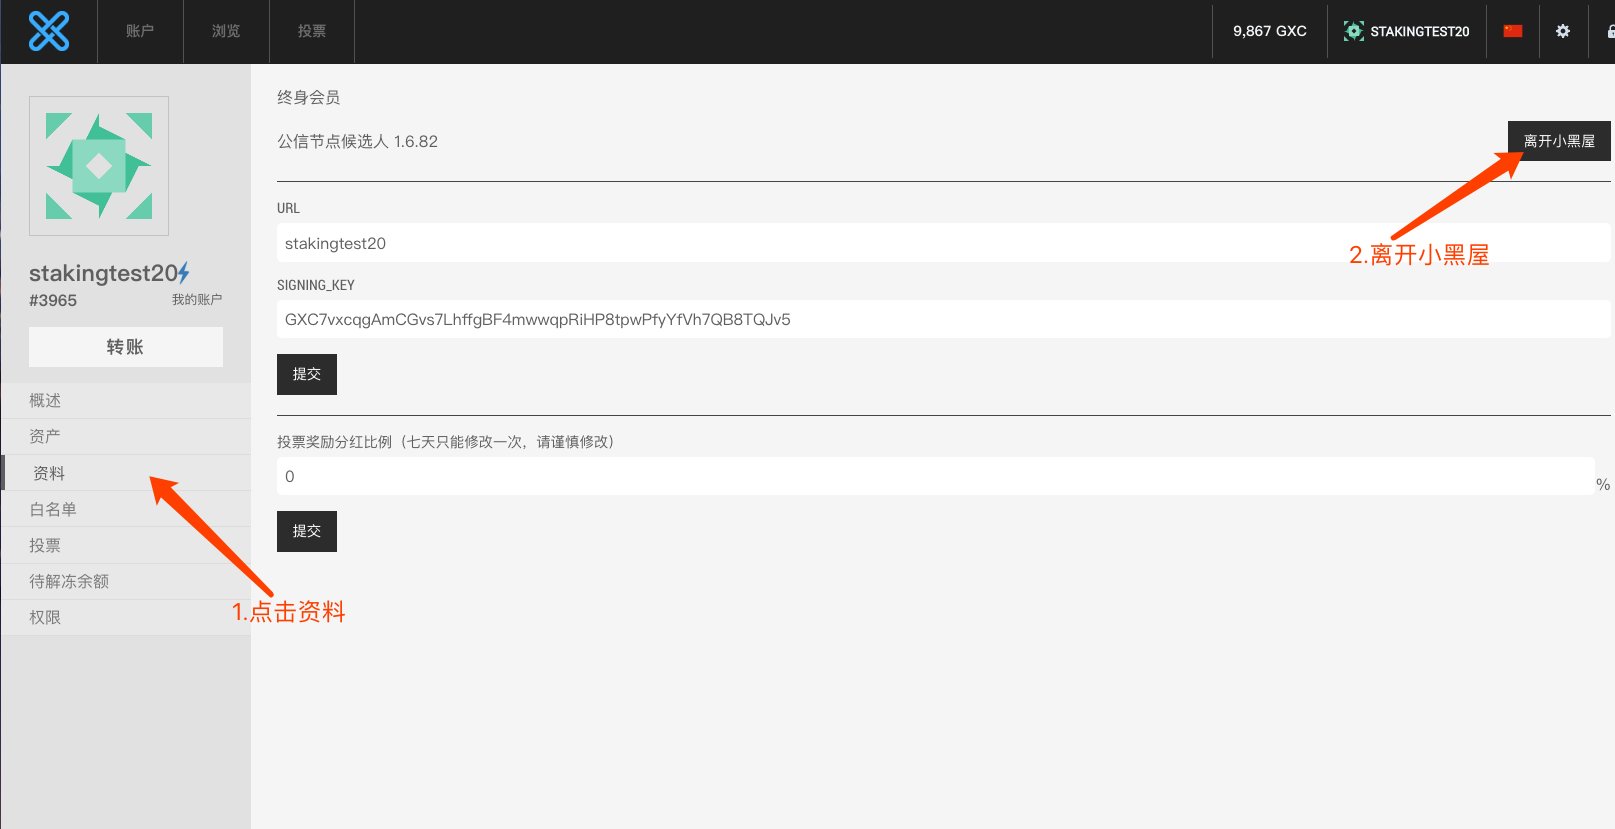 账户 浏览 投票 9,867 GXC STAKINGTEST20
终身会员
公信节点候选人 1.6.82
离开小黑屋
2.离开小黑屋
URL
stakingtest20
SIGNING_KEY
GXC7vxcqgAmCGvs7LhffgBF4mwwqpRiHP8tpwPfyYfVh7QB8TQJv5
提交
投票奖励分红比例（七天只能修改一次，请谨慎修改）
0
%
提交
stakingtest20
#3965 我的账户
转账
概述
资产
资料
白名单
投票
待解冻余额
权限
1.点击资料